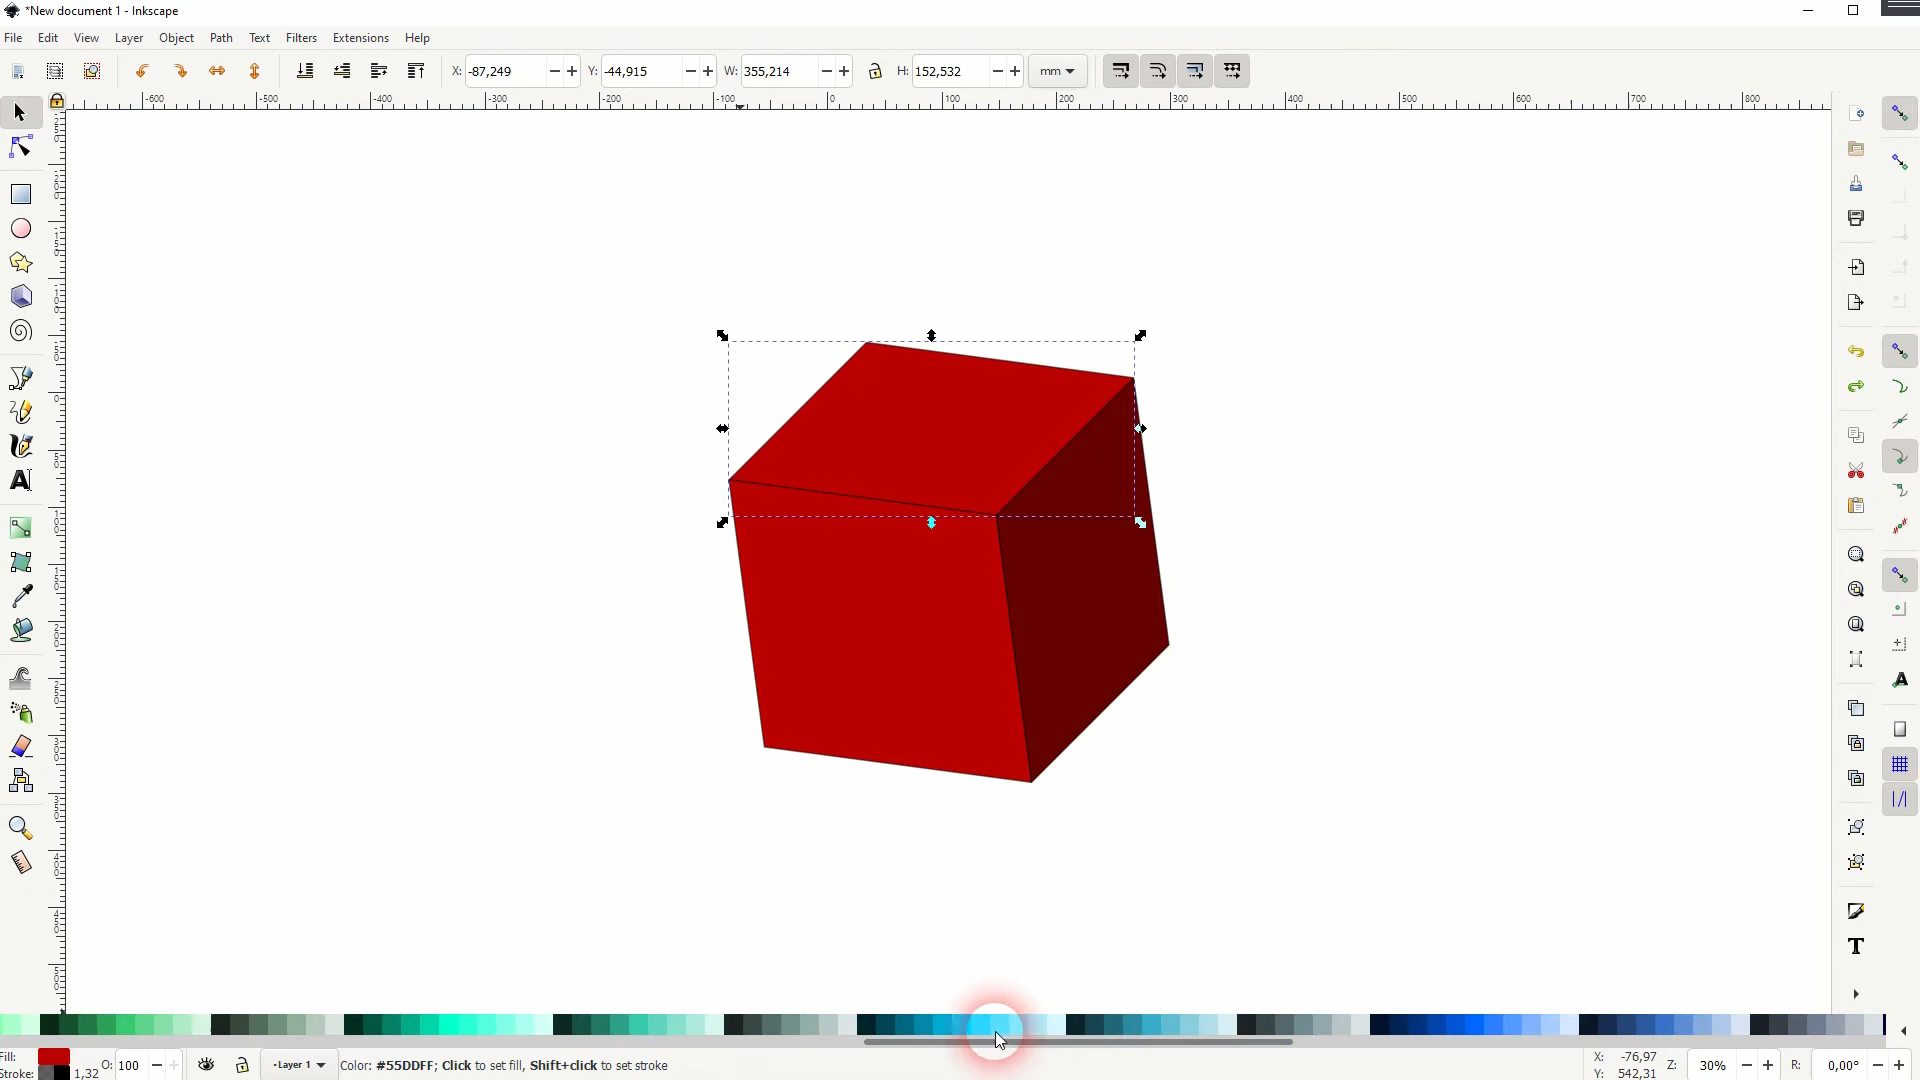 *New document 1 - Inkscape
File Edit View Layer Object Path Text Filters Extensions Help
X: -87,249 Y: -44,915 W: 355,214 H: 152,532 mm
-600 -500 -400 -300 -200 -100 0 100 200 300 400 500 600 700 800
Fill: O: 100 -Layer 1 Color: #55DDFF; Click to set fill, Shift+click to set stroke X: -76,97 Z: 30% R: 0,00°
Stroke: 1,32 Y: 542,31